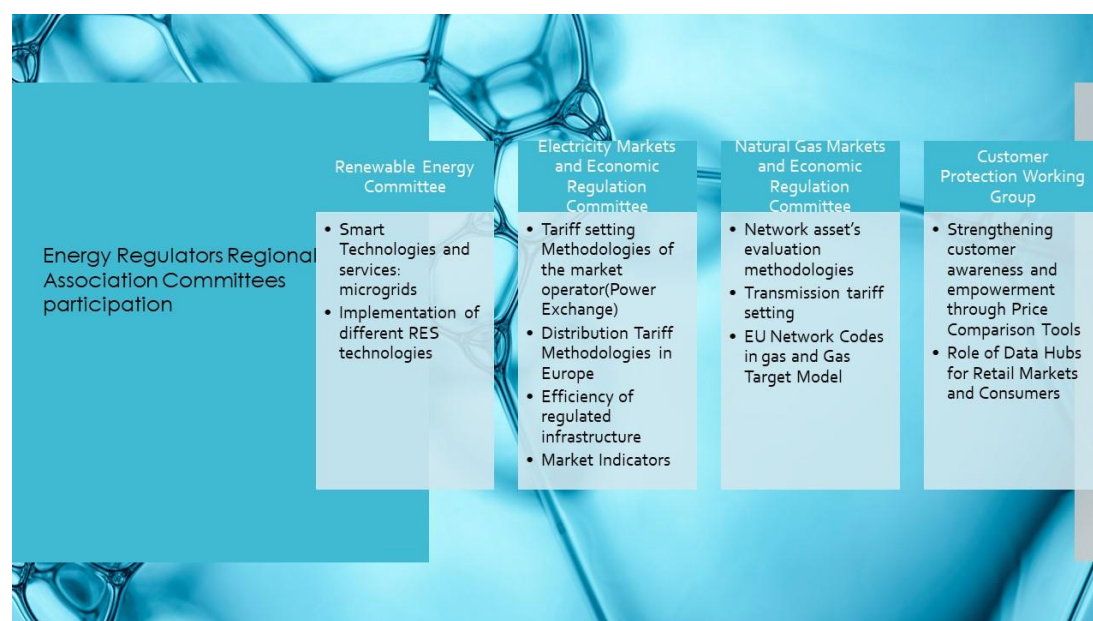 Energy Regulators Regional
Association Committees
participation
Renewable Energy
Committee
• Smart
Technologies and
services:
microgrids
• Implementation of
different RES
technologies
Electricity Markets
and Economic
Regulation
Committee
• Tariff setting
Methodologies of
the market
operator(Power
Exchange)
• Distribution Tariff
Methodologies in
Europe
• Efficiency of
regulated
infrastructure
• Market Indicators
Natural Gas Markets
and Economic
Regulation
Committee
• Network asset’s
evaluation
methodologies
• Transmission tariff
setting
• EU Network Codes
in gas and Gas
Target Model
Customer
Protection Working
Group
• Strengthening
customer
awareness and
empowerment
through Price
Comparison Tools
• Role of Data Hubs
for Retail Markets
and Consumers